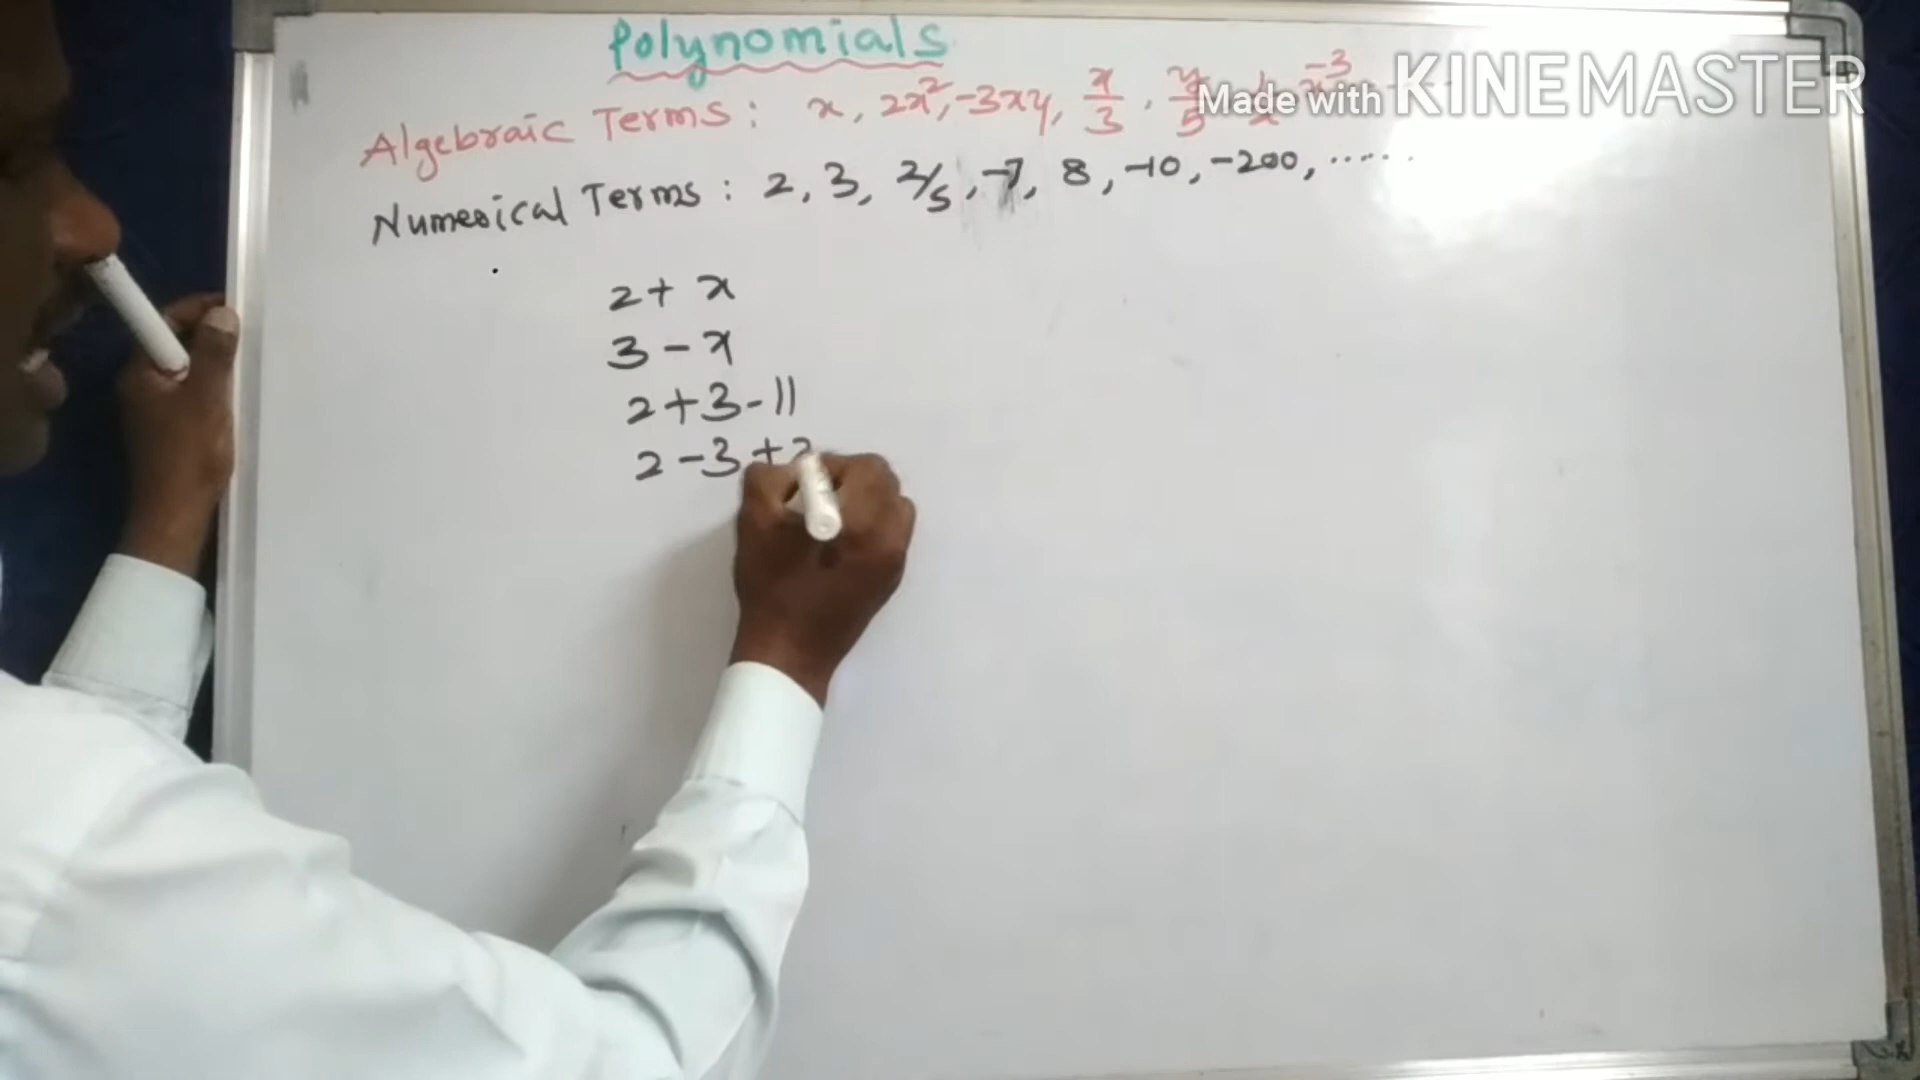 Polynomials
Algebraic Terms: x, 2x², -3xy, x/3, y/5, x⁻³
Made with KINEMASTER
Numerical Terms: 2, 3, 2/5, -7, 8, -10, -200, ......
2 + x
3 - x
2 + 3 - 11
2 - 3 +